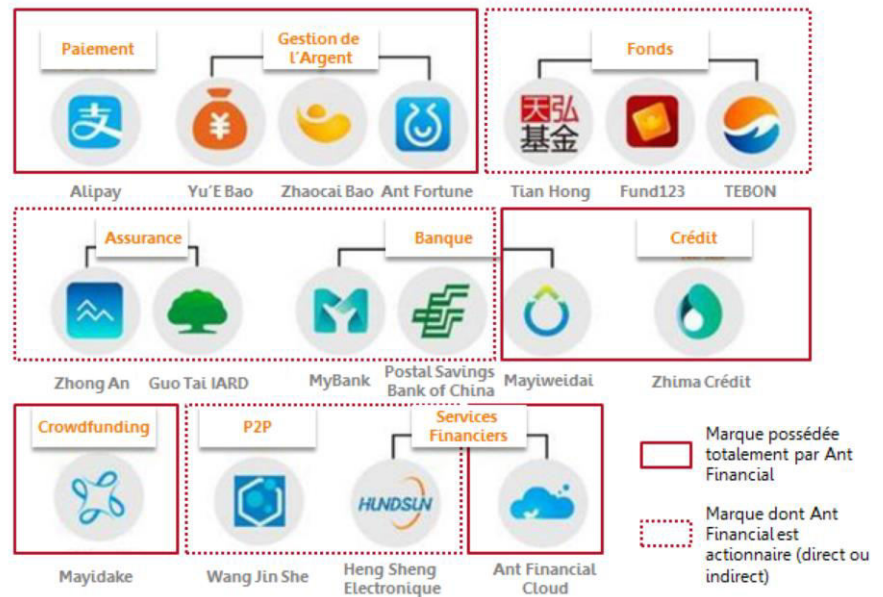 Paiement
Gestion de
l'Argent
Fonds
支
¥
天弘
基金
Alipay
Yu'E Bao
Zhaocai Bao
Ant Fortune
Tian Hong
Fund123
TEBON
Assurance
Banque
Crédit
Zhong An
Guo Tai IARD
MyBank
Postal Savings
Bank of China
Mayiweidai
Zhima Crédit
Crowdfunding
P2P
Services
Financiers
HUNDSUN
Mayidake
Wang Jin She
Heng Sheng
Electronique
Ant Financial
Cloud
Marque possédée
totalement par Ant
Financial
Marque dont Ant
Financial est
actionnaire (direct ou
indirect)